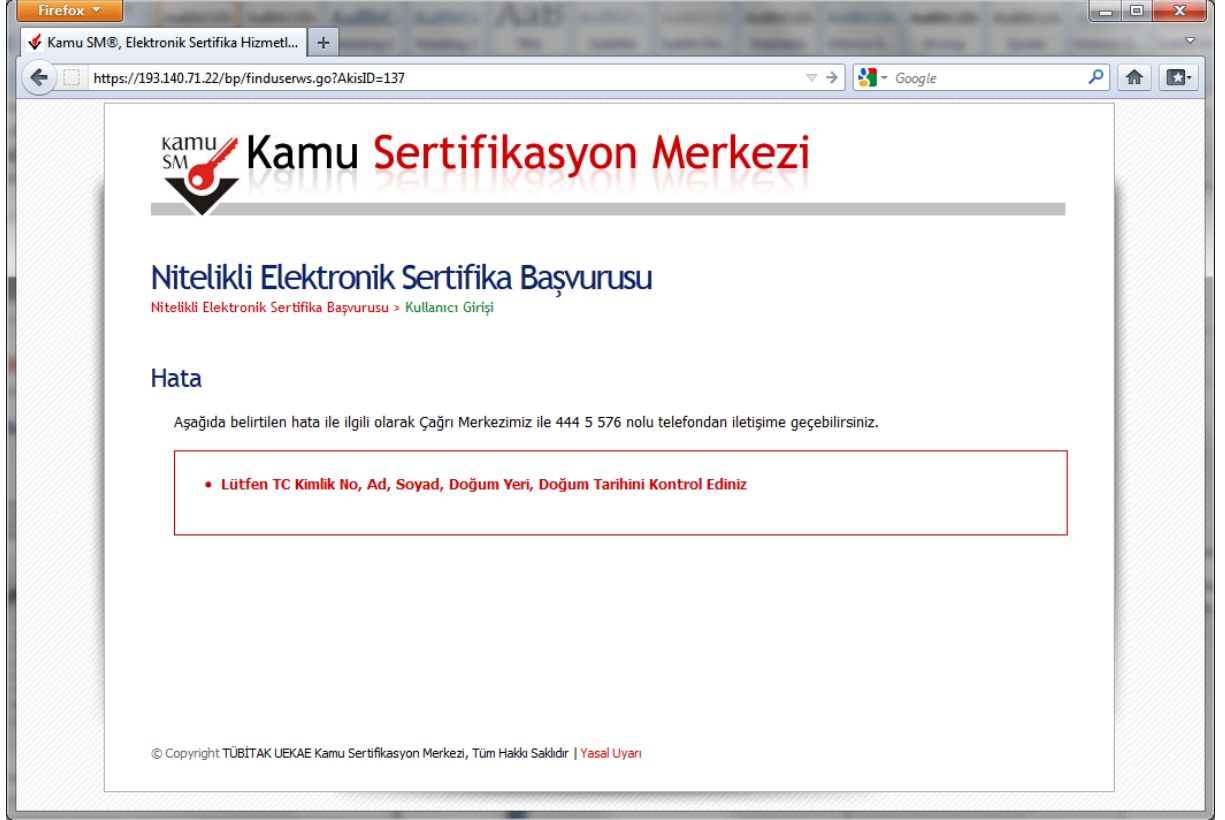 Firefox
Kamu SM®, Elektronik Sertifika Hizmetl...
https://193.140.71.22/bp/finduserws.go?AkisID=137
Google
Kamu SM
Kamu Sertifikasyon Merkezi
Nitelikli Elektronik Sertifika Başvurusu
Nitelikli Elektronik Sertifika Başvurusu > Kullanıcı Girişi
Hata
Aşağıda belirtilen hata ile ilgili olarak Çağrı Merkezimiz ile 444 5 576 nolu telefondan iletişime geçebilirsiniz.
• Lütfen TC Kimlik No, Ad, Soyad, Doğum Yeri, Doğum Tarihini Kontrol Ediniz
© Copyright TÜBİTAK UEKAE Kamu Sertifikasyon Merkezi, Tüm Hakkı Saklıdır | Yasal Uyarı